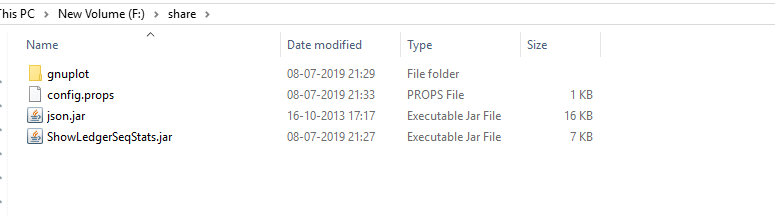 This PC > New Volume (F:) > share >
Name Date modified Type Size
gnuplot 08-07-2019 21:29 File folder
config.props 08-07-2019 21:33 PROPS File 1 KB
json.jar 16-10-2013 17:17 Executable Jar File 16 KB
ShowLedgerSeqStats.jar 08-07-2019 21:27 Executable Jar File 7 KB